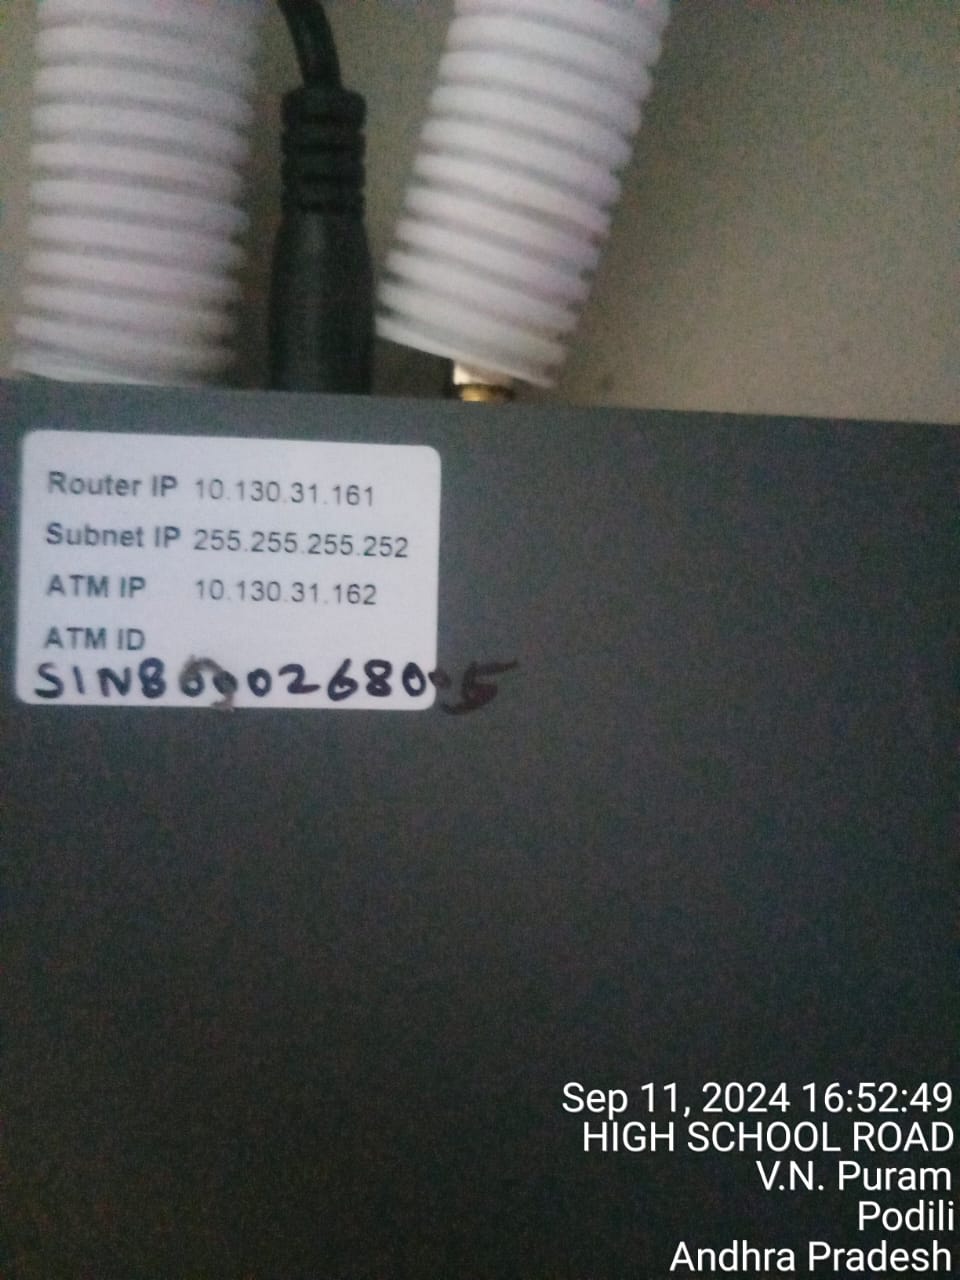 Router IP 10.130.31.161
Subnet IP 255.255.255.252
ATM IP 10.130.31.162
ATM ID
Sep 11, 2024 16:52:49
HIGH SCHOOL ROAD
V.N. Puram
Podili
Andhra Pradesh